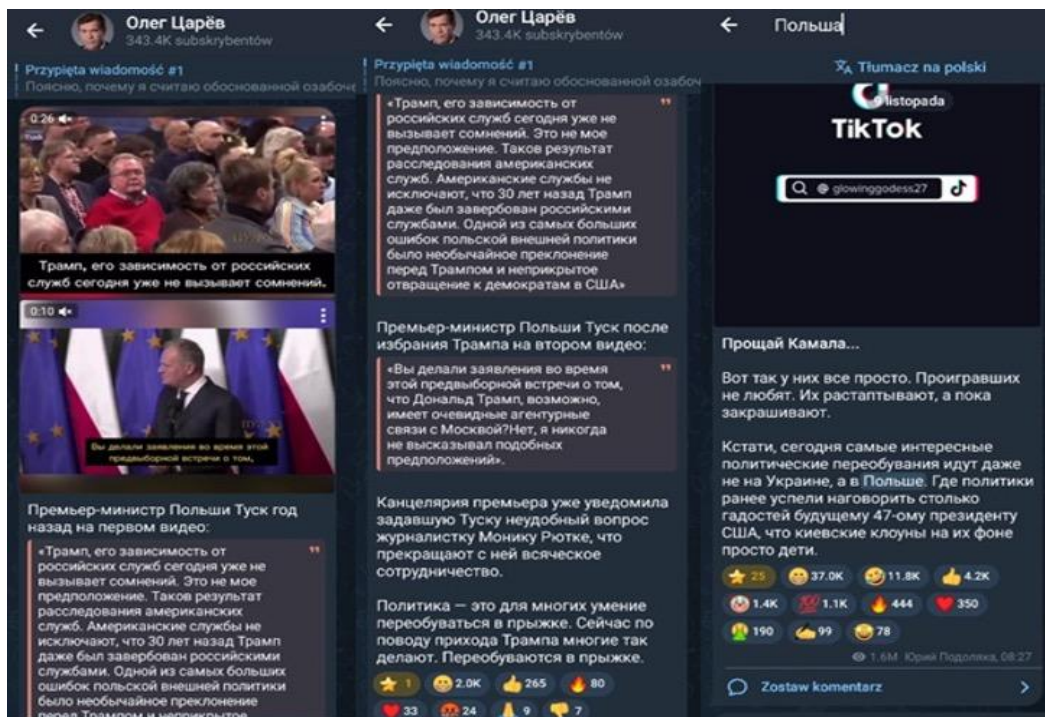 Олег Царёв
343.4K subskrybentów
Przypięta wiadomość #1
Поясню, почему я считаю обоснованной озабоче
0:26
Трамп, его зависимость от российских
служб сегодня уже не вызывает сомнений.
0:10
Вы делали заявления во время этой
предвыборной встречи о том,
Премьер-министр Польши Туск год
назад на первом видео:
«Трамп, его зависимость от
российских служб сегодня уже не
вызывает сомнений. Это не мое
предположение. Таков результат
расследования американских
служб. Американские службы не
исключают, что 30 лет назад Трамп
даже был завербован российскими
службами. Одной из самых больших
ошибок польской внешней политики
было необычайное преклонение
перед Трампом и неприкрытое
Олег Царёв
343.4K subskrybentów
Przypięta wiadomość #1
Поясню, почему я считаю обоснованной озабоч
«Трамп, его зависимость от
российских служб сегодня уже не
вызывает сомнений. Это не мое
предположение. Таков результат
расследования американских
служб. Американские службы не
исключают, что 30 лет назад Трамп
даже был завербован российскими
службами. Одной из самых больших
ошибок польской внешней политики
было необычайное преклонение
перед Трампом и неприкрытое
отвращение к демократам в США»
Премьер-министр Польши Туск после
избрания Трампа на втором видео:
«Вы делали заявления во время
этой предвыборной встречи о том,
что Дональд Трамп, возможно,
имеет очевидные агентурные
связи с Москвой?Нет, я никогда
не высказывал подобных
предположений».
Канцелярия премьера уже уведомила
задавшую Туску неудобный вопрос
журналистку Монику Рютке, что
прекращают с ней всяческое
сотрудничество.
Политика — это для многих умение
переобуваться в прыжке. Сейчас по
поводу прихода Трампа многие так
делают. Переобуваются в прыжке.
1 2.0K 265 80
33 24 9 7
Польша
Tłumacz na polski
9 listopada
TikTok
@ glowinggodess27
Прощай Камала...
Вот так у них все просто. Проигравших
не любят. Их растаптывают, а пока
закрашивают.
Кстати, сегодня самые интересные
политические переобувания идут даже
не на Украине, а в Польше. Где политики
ранее успели наговорить столько
гадостей будущему 47-ому президенту
США, что киевские клоуны на их фоне
просто дети.
25 37.0K 11.8K 4.2K
1.4K 1.1K 444 350
190 99 78
1.6M Юрий Подоляка, 08:27
Zostaw komentarz